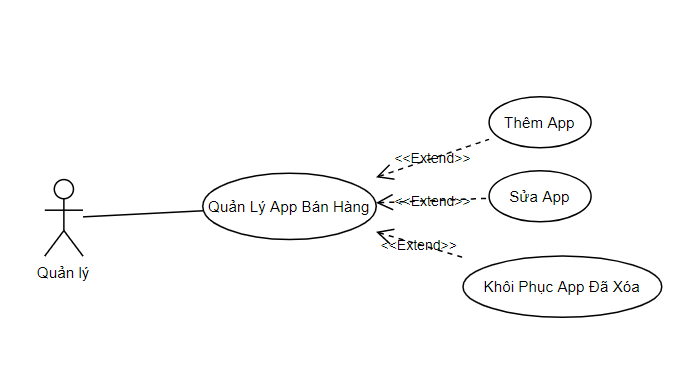 Thêm App
<<Extend>>
Sửa App
<<Extend>>
Quản Lý App Bán Hàng
<<Extend>>
Quản lý
Khôi Phục App Đã Xóa